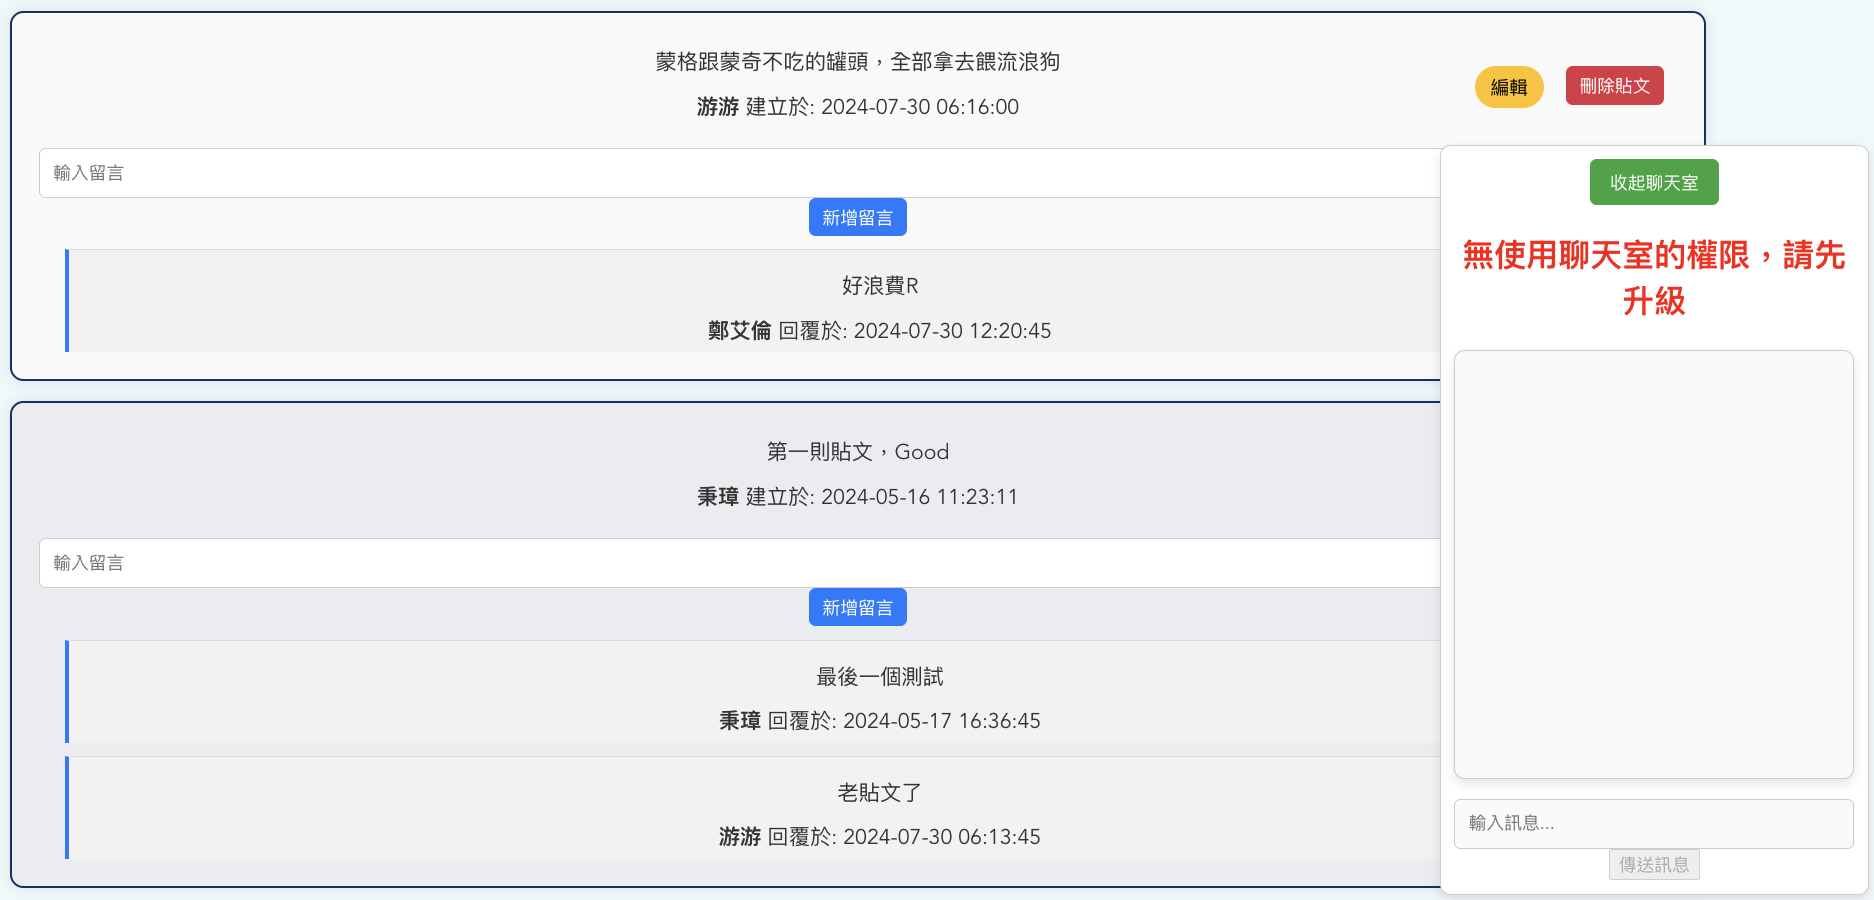 蒙格跟蒙奇不吃的罐頭，全部拿去餵流浪狗
游游 建立於: 2024-07-30 06:16:00
編輯
刪除貼文
輸入留言
新增留言
好浪費R
鄭艾倫 回覆於: 2024-07-30 12:20:45
第一則貼文，Good
秉璋 建立於: 2024-05-16 11:23:11
輸入留言
新增留言
最後一個測試
秉璋 回覆於: 2024-05-17 16:36:45
老貼文了
游游 回覆於: 2024-07-30 06:13:45
收起聊天室
無使用聊天室的權限，請先
升級
輸入訊息...
傳送訊息